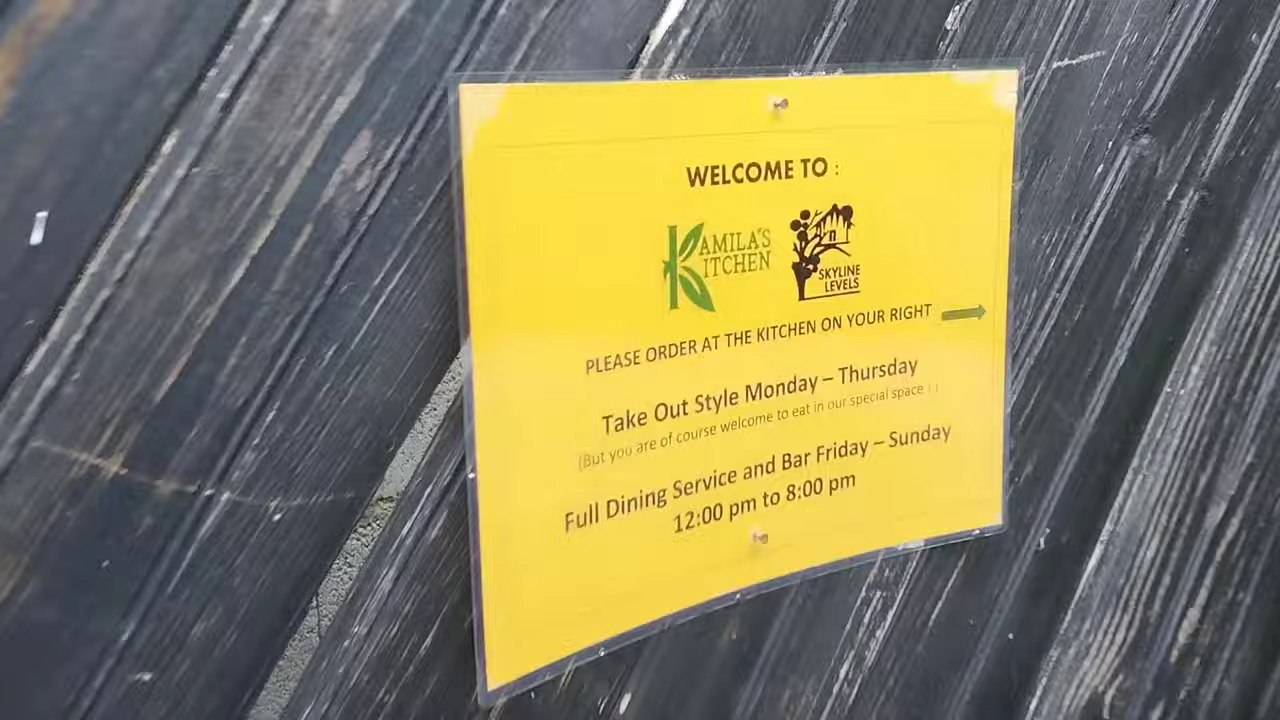 WELCOME TO :
KAMILA'S
KITCHEN
SKYLINE
LEVELS
PLEASE ORDER AT THE KITCHEN ON YOUR RIGHT
Take Out Style Monday – Thursday
(But you are of course welcome to eat in our special space
Full Dining Service and Bar Friday – Sunday
12:00 pm to 8:00 pm